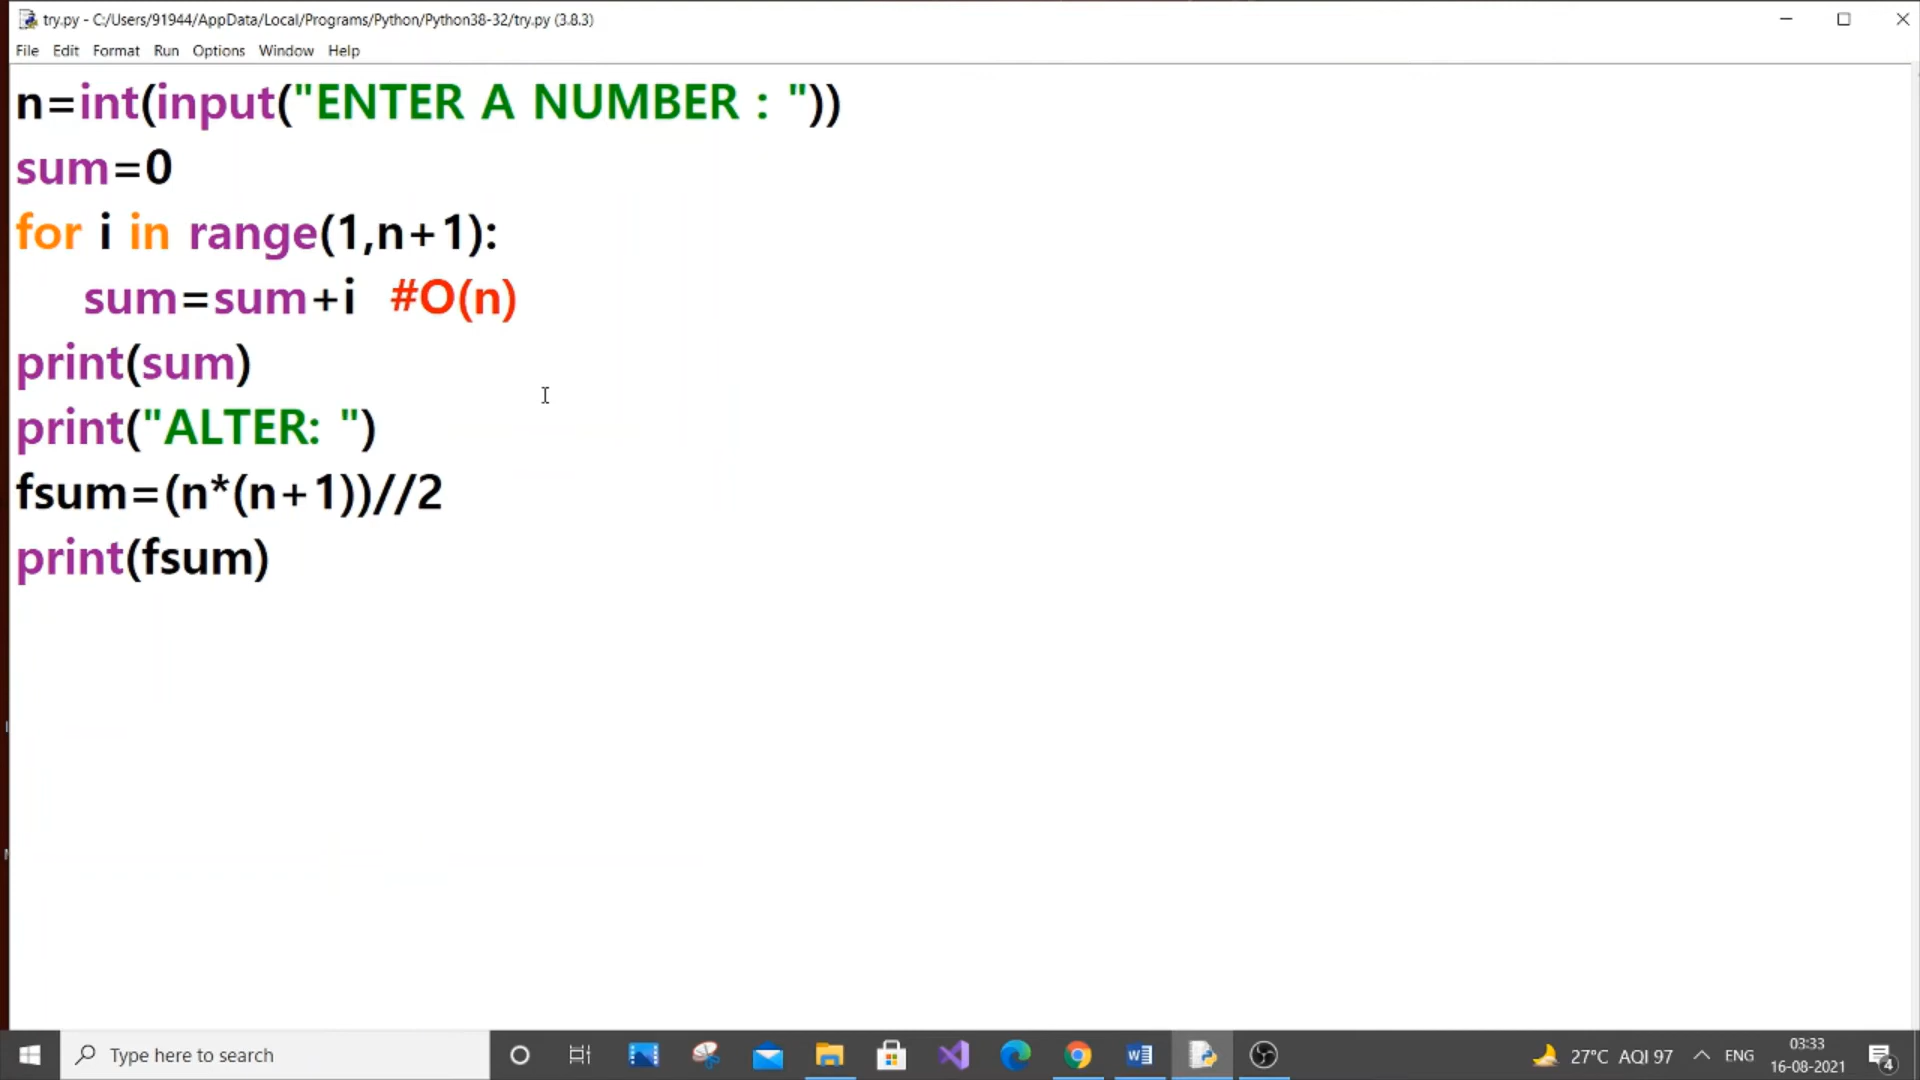 try.py - C:/Users/91944/AppData/Local/Programs/Python/Python38-32/try.py (3.8.3)
File Edit Format Run Options Window Help
n=int(input("ENTER A NUMBER : "))
sum=0
for i in range(1,n+1):
    sum=sum+i  #O(n)
print(sum)
print("ALTER: ")
fsum=(n*(n+1))//2
print(fsum)
Type here to search
27°C AQI 97
ENG
03:33
16-08-2021
4